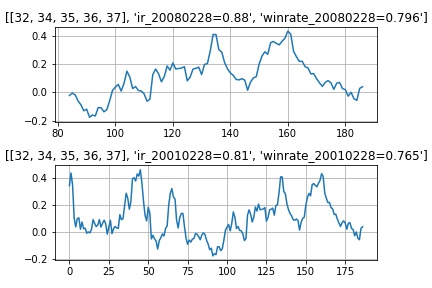 [[32, 34, 35, 36, 37], 'ir_20080228=0.88', 'winrate_20080228=0.796']
0.4
0.2
0.0
−0.2
80 100 120 140 160 180
[[32, 34, 35, 36, 37], 'ir_20010228=0.81', 'winrate_20010228=0.765']
0.4
0.2
0.0
−0.2
0 25 50 75 100 125 150 175